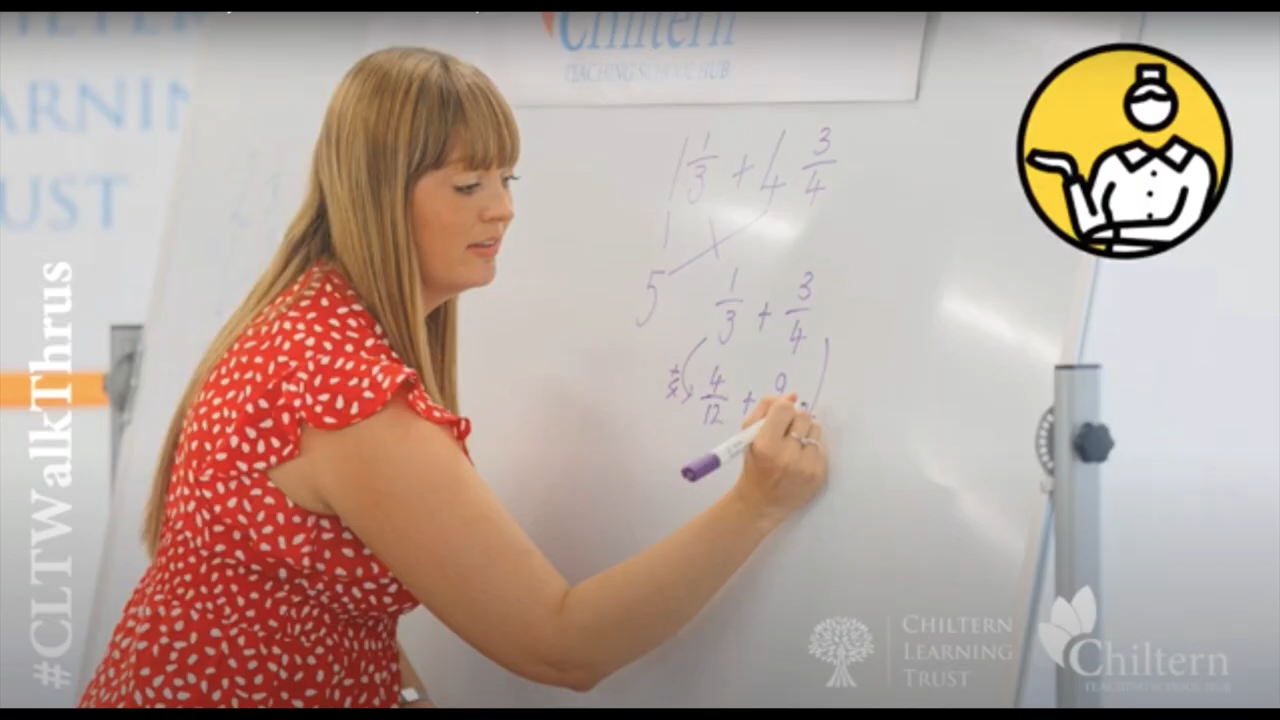 Chiltern
TEACHING SCHOOL HUB
ARNIN
UST
1 1/3 + 4 3/4
1
5
1/3 + 3/4
4/12 + 9
#CLTWalkThrus
CHILTERN
LEARNING
TRUST
Chiltern
TEACHING SCHOOL HUB